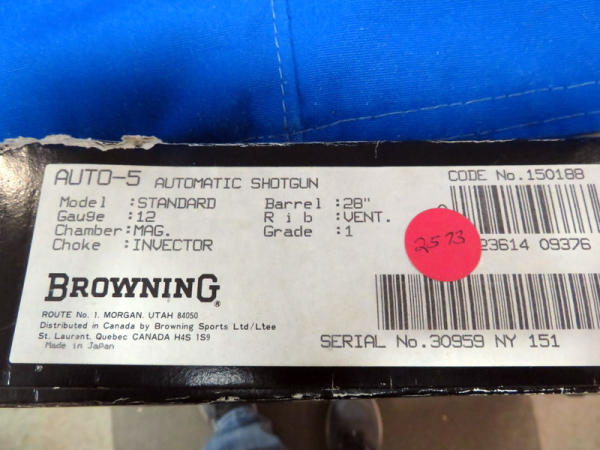 AUTO-5 AUTOMATIC SHOTGUN
CODE No.150188
Model :STANDARD Barrel :28"
Gauge :12 Rib :VENT.
Chamber:MAG. Grade :1
Choke :INVECTOR
2573
23614 09376
BROWNING®
ROUTE No. 1, MORGAN, UTAH 84050
Distributed in Canada by Browning Sports Ltd/Ltee
St. Laurant, Quebec CANADA H4S 1S9
Made in Japan
SERIAL No.30959 NY 151